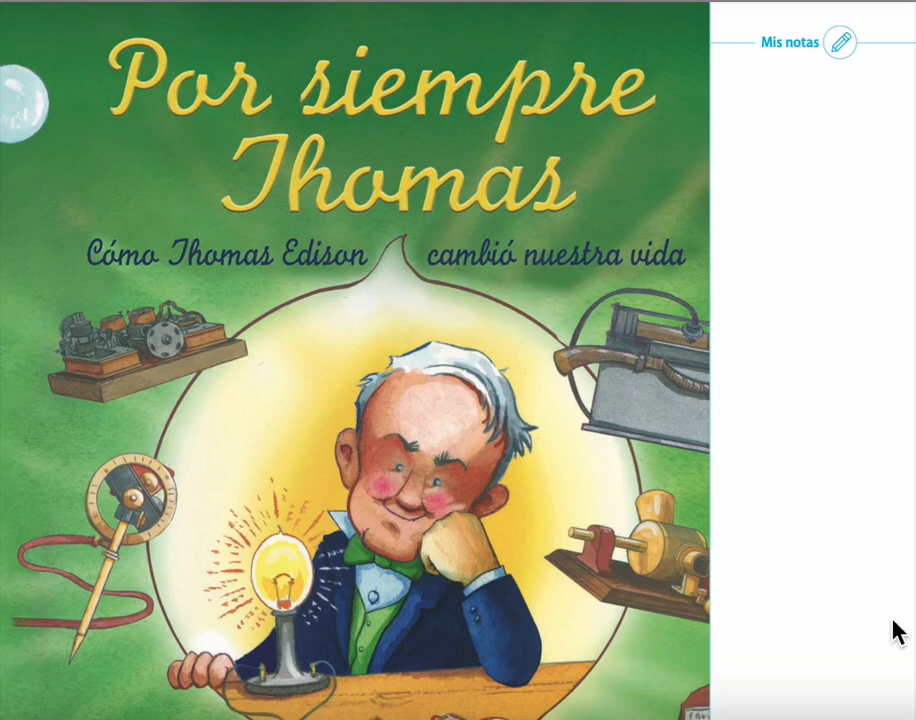 Por siempre
Thomas
Cómo Thomas Edison cambió nuestra vida
Mis notas